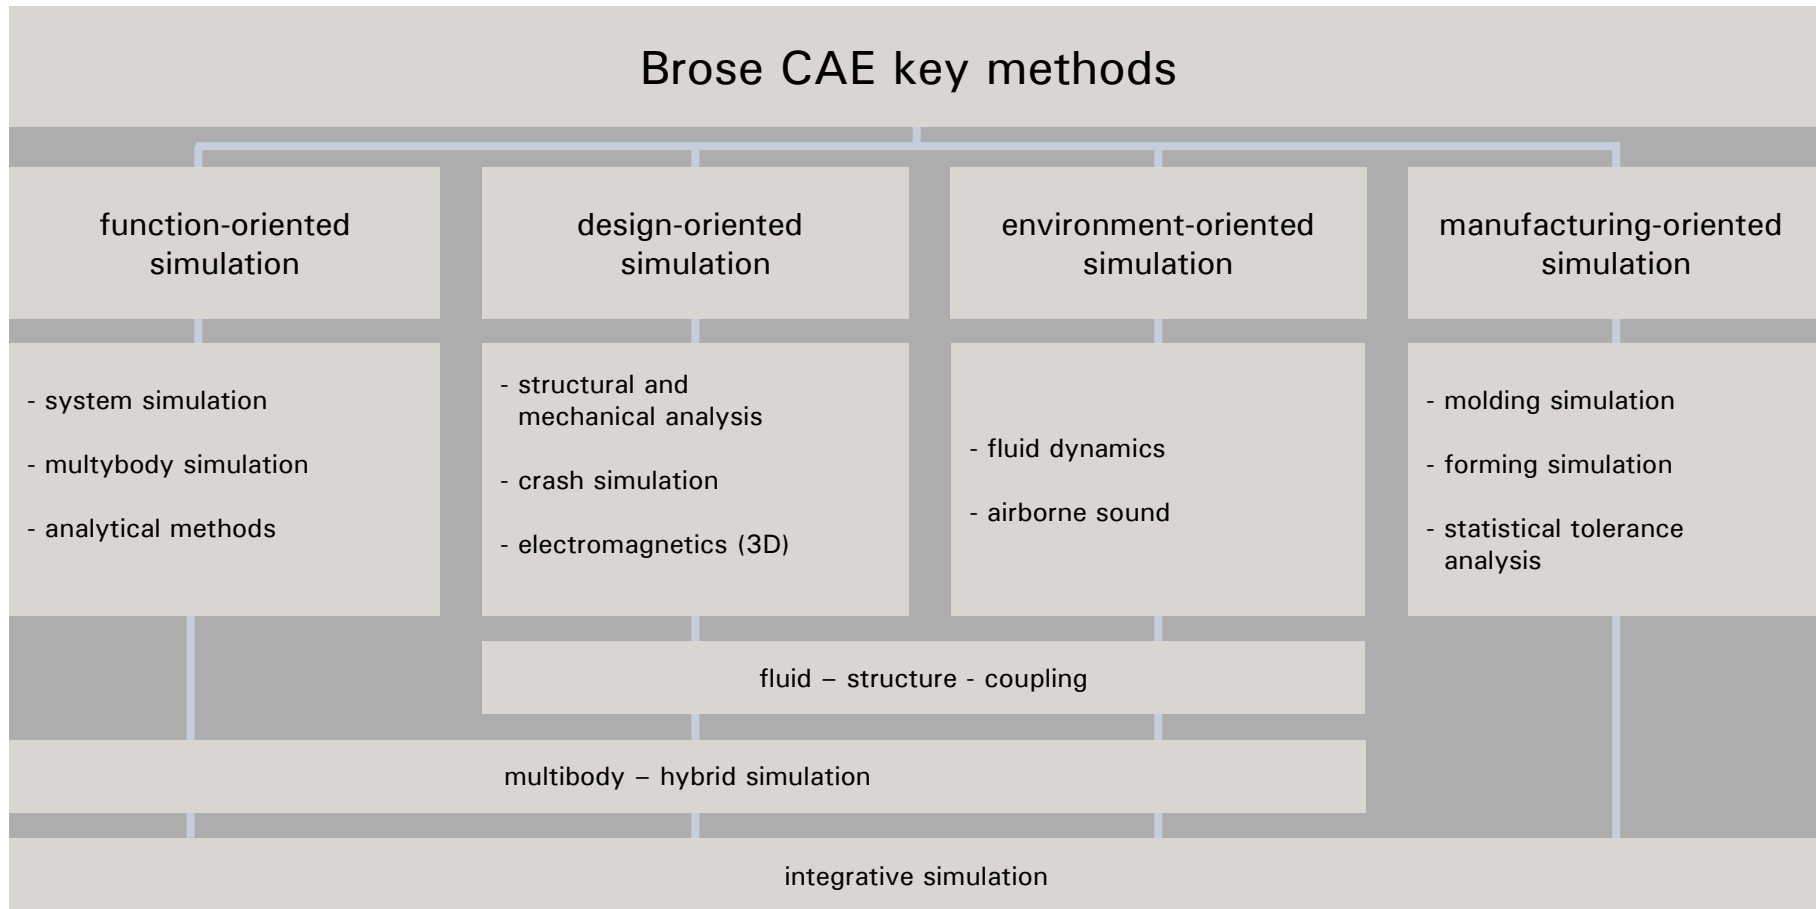 Brose CAE key methods
function-oriented
simulation
design-oriented
simulation
environment-oriented
simulation
manufacturing-oriented
simulation
- system simulation
- multybody simulation
- analytical methods
- structural and
mechanical analysis
- crash simulation
- electromagnetics (3D)
- fluid dynamics
- airborne sound
- molding simulation
- forming simulation
- statistical tolerance
analysis
fluid – structure - coupling
multibody – hybrid simulation
integrative simulation